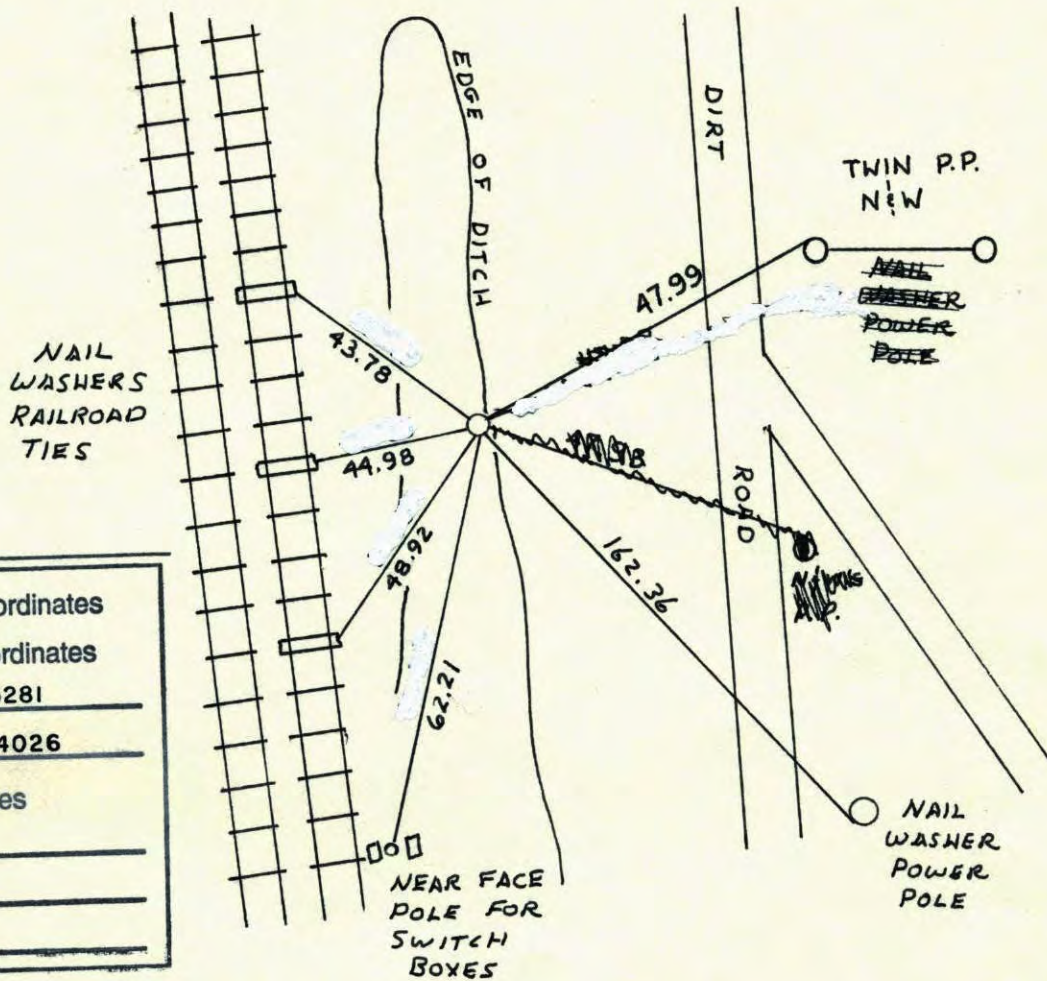 EDGE OF DITCH
DIRT
ROAD
TWIN P.P.
N&W
NAIL
WASHER
POWER
POLE
47.99
43.78
44.98
48.92
62.21
162.36
NAIL
WASHERS
RAILROAD
TIES
ordinates
ordinates
281
4026
es
NEAR FACE
POLE FOR
SWITCH
BOXES
NAIL
WASHER
POWER
POLE